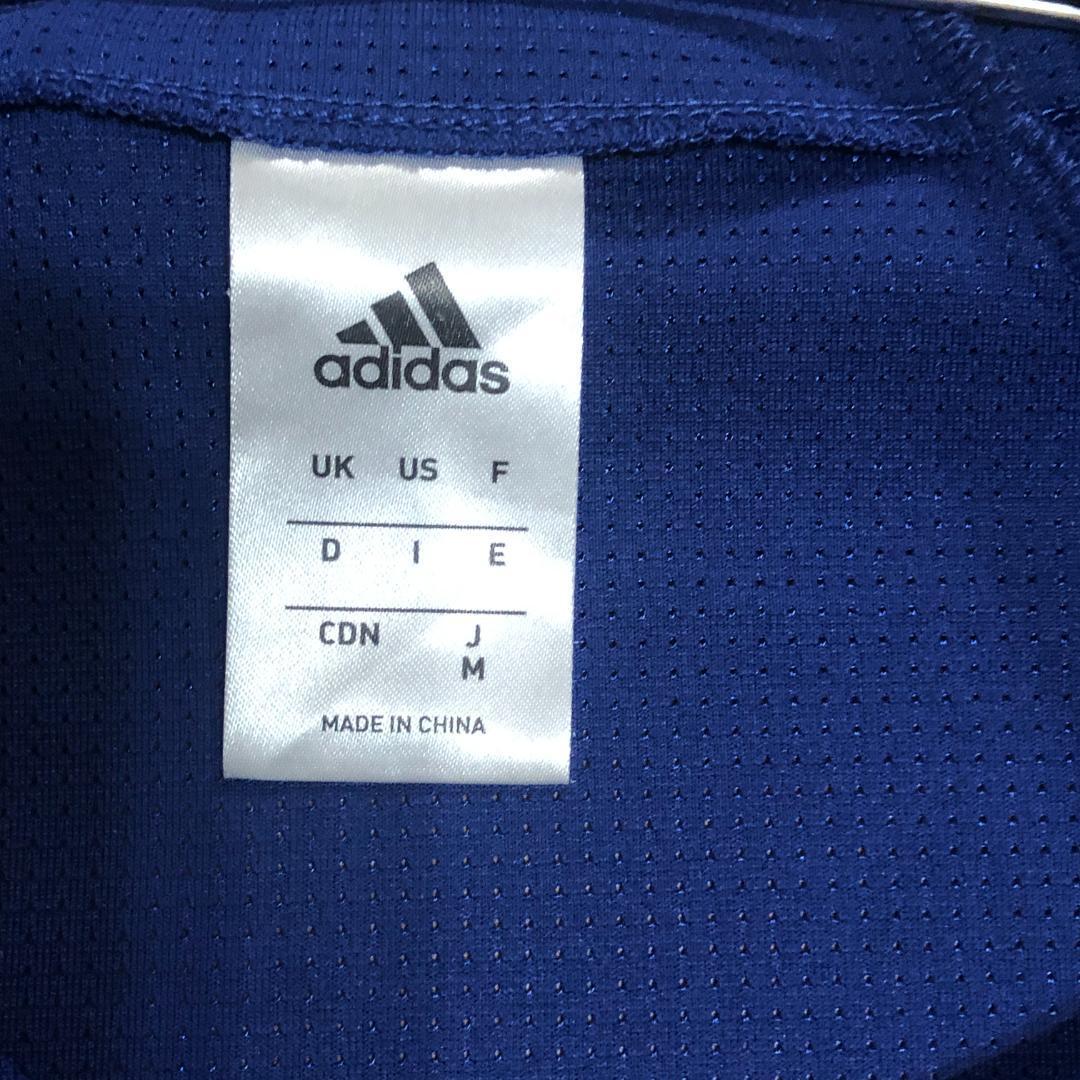 adidas
UK US F
D I E
CDN J
M
MADE IN CHINA